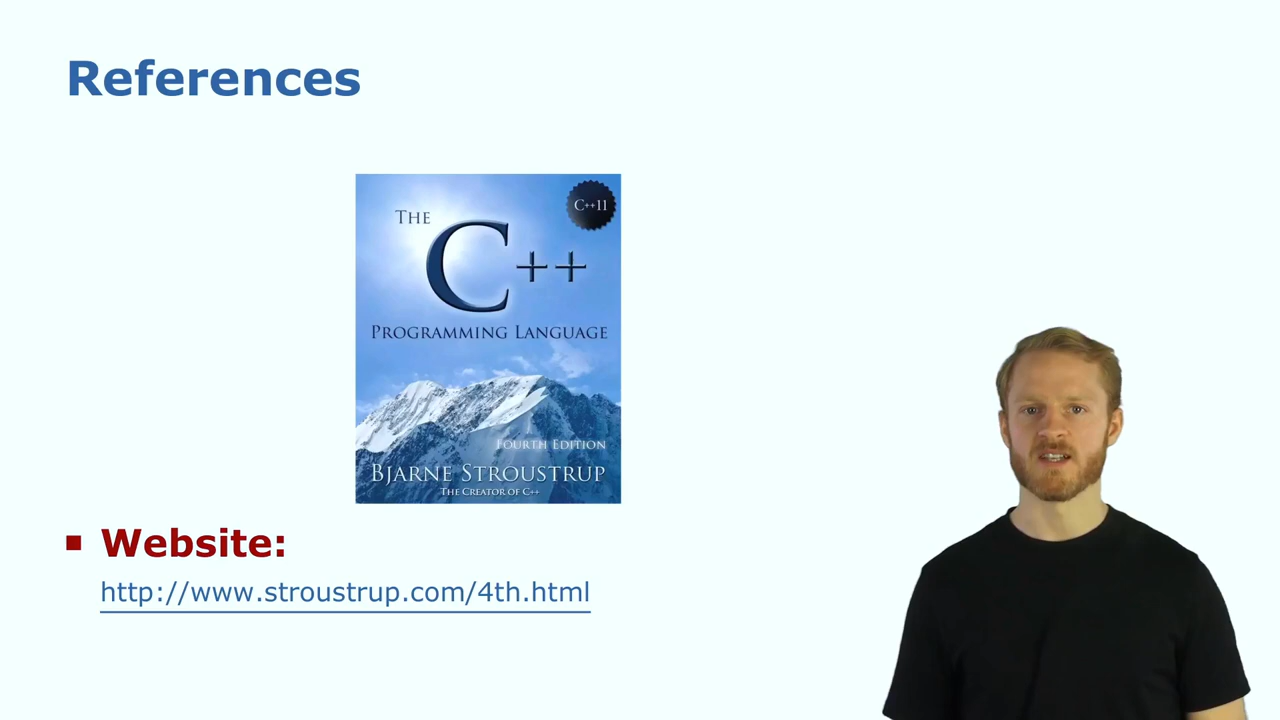 References
C++11
The
C++
Programming Language
Fourth Edition
Bjarne Stroustrup
The Creator of C++
Website:
http://www.stroustrup.com/4th.html